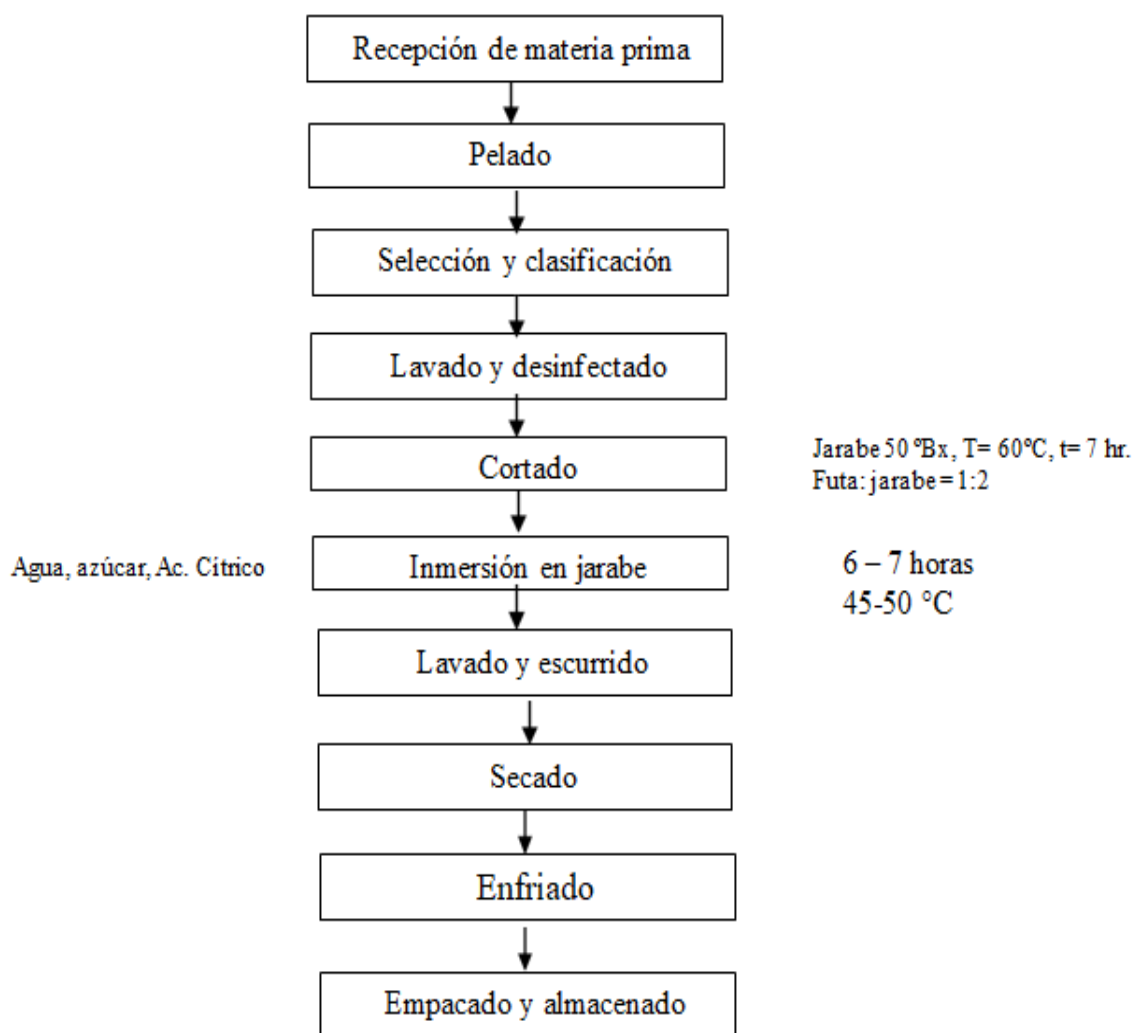 Recepción de materia prima
Pelado
Selección y clasificación
Lavado y desinfectado
Cortado
Jarabe 50 ºBx, T= 60ºC, t= 7 hr.
Futa: jarabe = 1:2
Agua, azúcar, Ac. Cítrico
Inmersión en jarabe
6 – 7 horas
45-50 °C
Lavado y escurrido
Secado
Enfriado
Empacado y almacenado